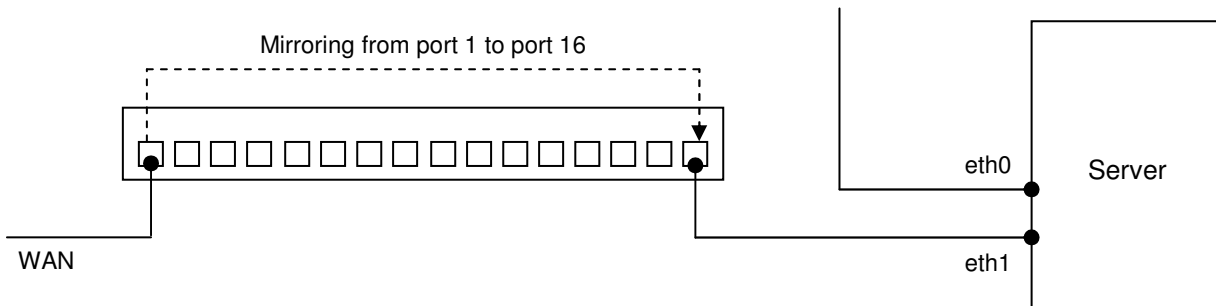 Mirroring from port 1 to port 16
eth0
Server
WAN
eth1